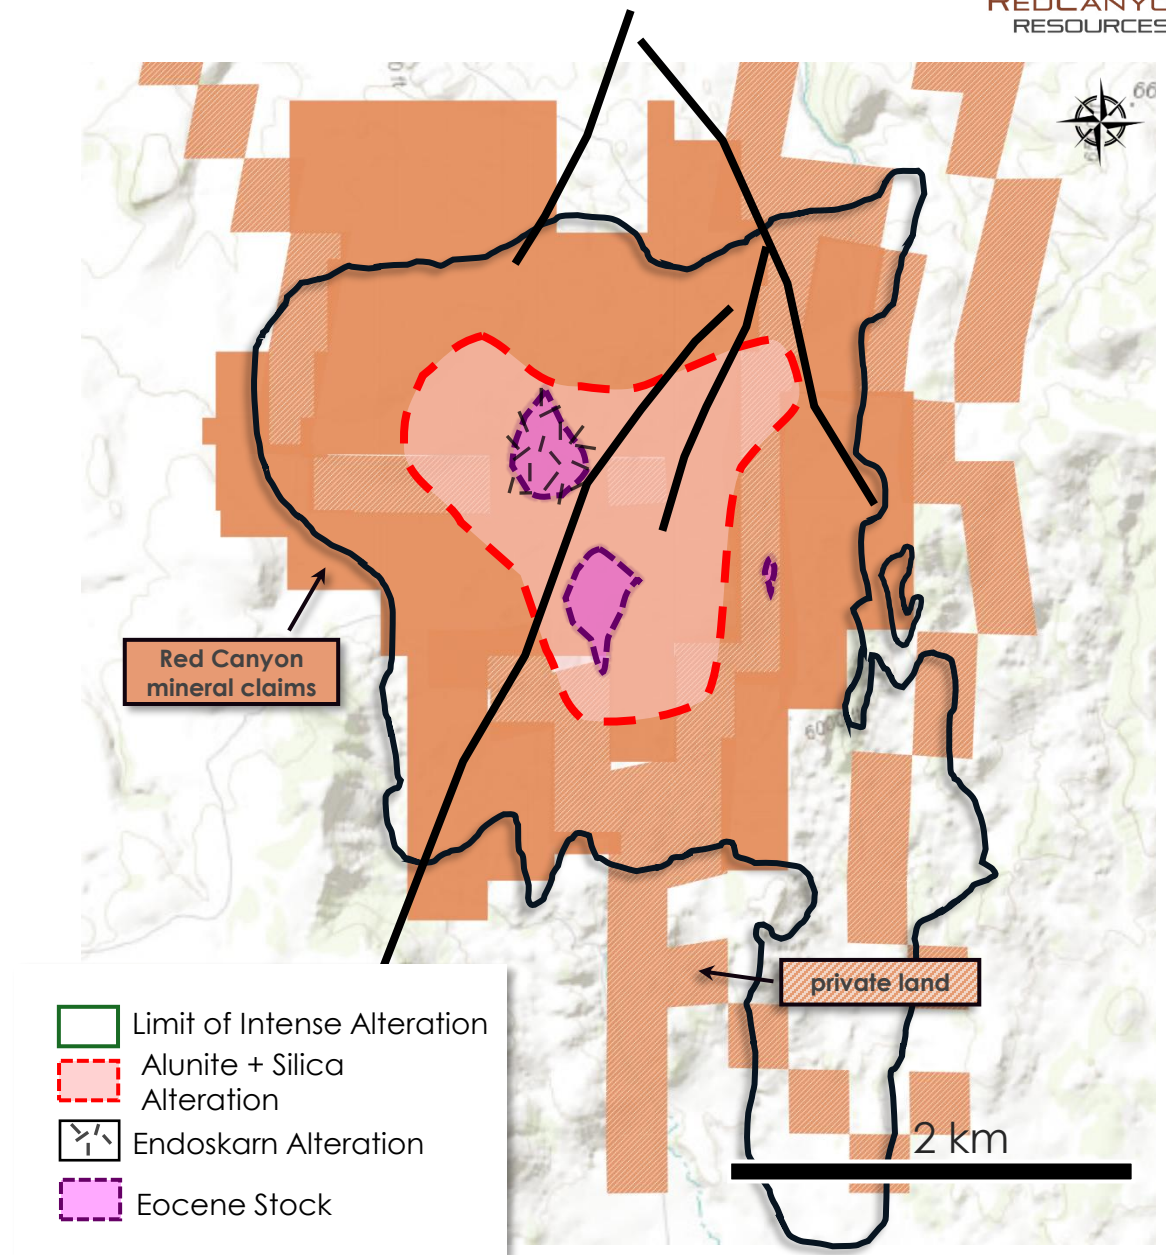 RESOURCES
66
Red Canyon
mineral claims
private land
2 km
Limit of Intense Alteration
Alunite + Silica
Alteration
Endoskarn Alteration
Eocene Stock